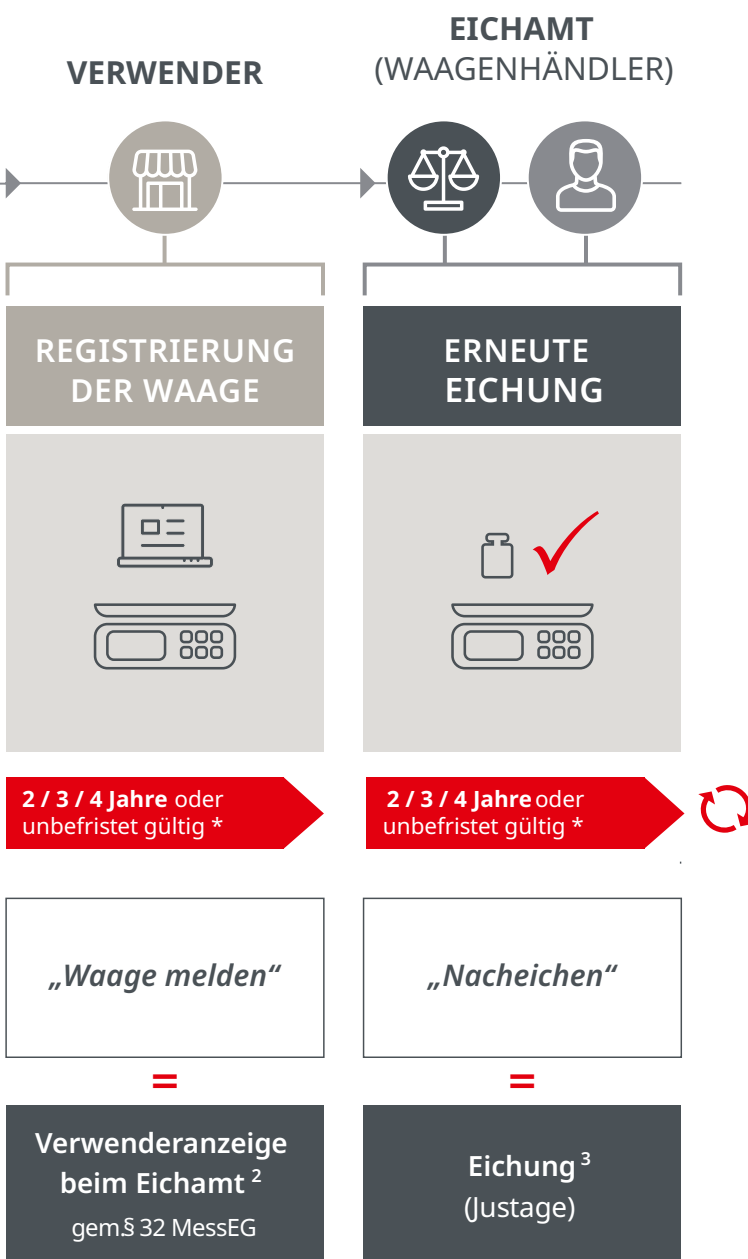 VERWENDER
EICHAMT
(WAAGENHÄNDLER)
REGISTRIERUNG
DER WAAGE
ERNEUTE
EICHUNG
2 / 3 / 4 Jahre oder
unbefristet gültig *
2 / 3 / 4 Jahre oder
unbefristet gültig *
„Waage melden“
„Nacheichen“
=
=
Verwenderanzeige
beim Eichamt ²
gem.§ 32 MessEG
Eichung ³
(Justage)